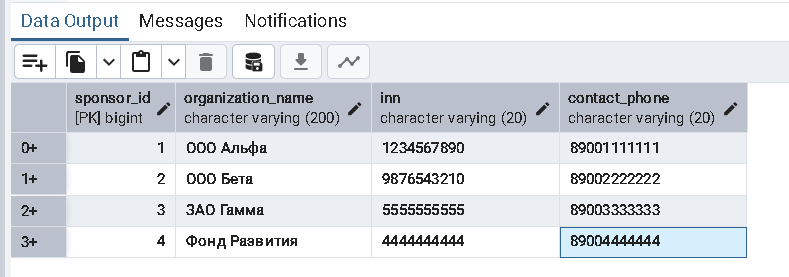 Data Output Messages Notifications
sponsor_id organization_name inn contact_phone
[PK] bigint character varying (200) character varying (20) character varying (20)
0+ 1 ООО Альфа 1234567890 89001111111
1+ 2 ООО Бета 9876543210 89002222222
2+ 3 ЗАО Гамма 5555555555 89003333333
3+ 4 Фонд Развития 4444444444 89004444444